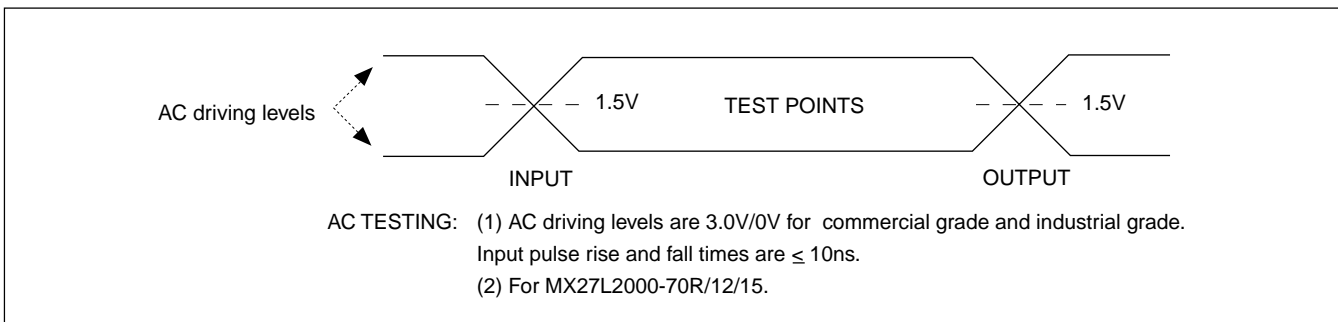 AC driving levels
1.5V
TEST POINTS
1.5V
INPUT
OUTPUT
AC TESTING: (1) AC driving levels are 3.0V/0V for commercial grade and industrial grade.
Input pulse rise and fall times are ≤ 10ns.
(2) For MX27L2000-70R/12/15.